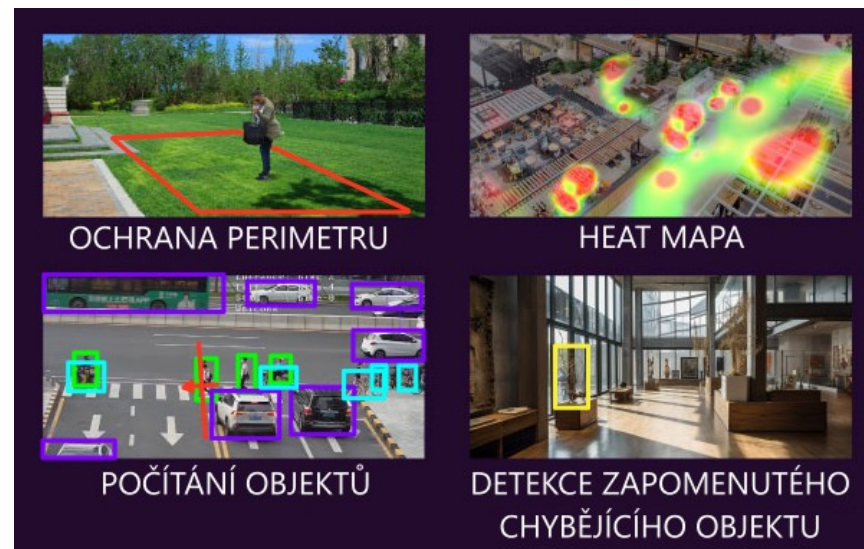 OCHRANA PERIMETRU
HEAT MAPA
POČÍTÁNÍ OBJEKTŮ
DETEKCE ZAPOMENUTÉHO
CHYBĚJÍCÍHO OBJEKTU